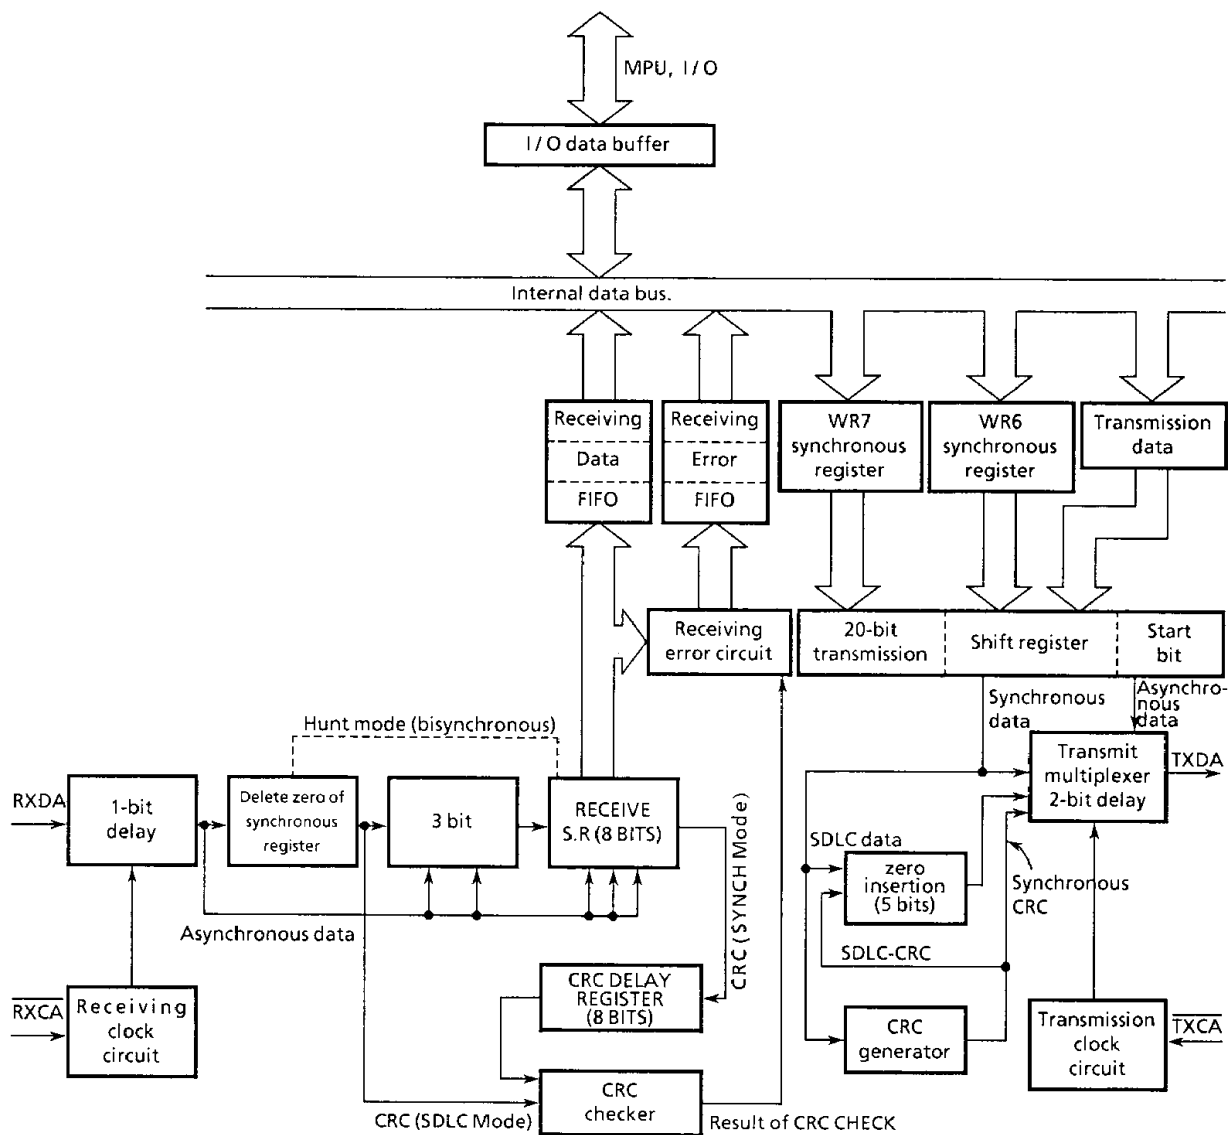 MPU, I/O
I/O data buffer
Internal data bus.
Receiving
Data
FIFO
Receiving
Error
FIFO
WR7
synchronous
register
WR6
synchronous
register
Transmission
data
Receiving
error circuit
20-bit
transmission
Shift register
Start
bit
Synchronous
data
Asynchro-
nous
data
Hunt mode (bisynchronous)
RXDA
1-bit
delay
Delete zero of
synchronous
register
3 bit
RECEIVE
S.R (8 BITS)
CRC (SYNCH Mode)
Transmit
multiplexer
2-bit delay
TXDA
SDLC data
zero
insertion
(5 bits)
Synchronous
CRC
Asynchronous data
SDLC-CRC
CRC DELAY
REGISTER
(8 BITS)
RXCA
Receiving
clock
circuit
CRC
generator
Transmission
clock
circuit
TXCA
CRC
checker
CRC (SDLC Mode)
Result of CRC CHECK